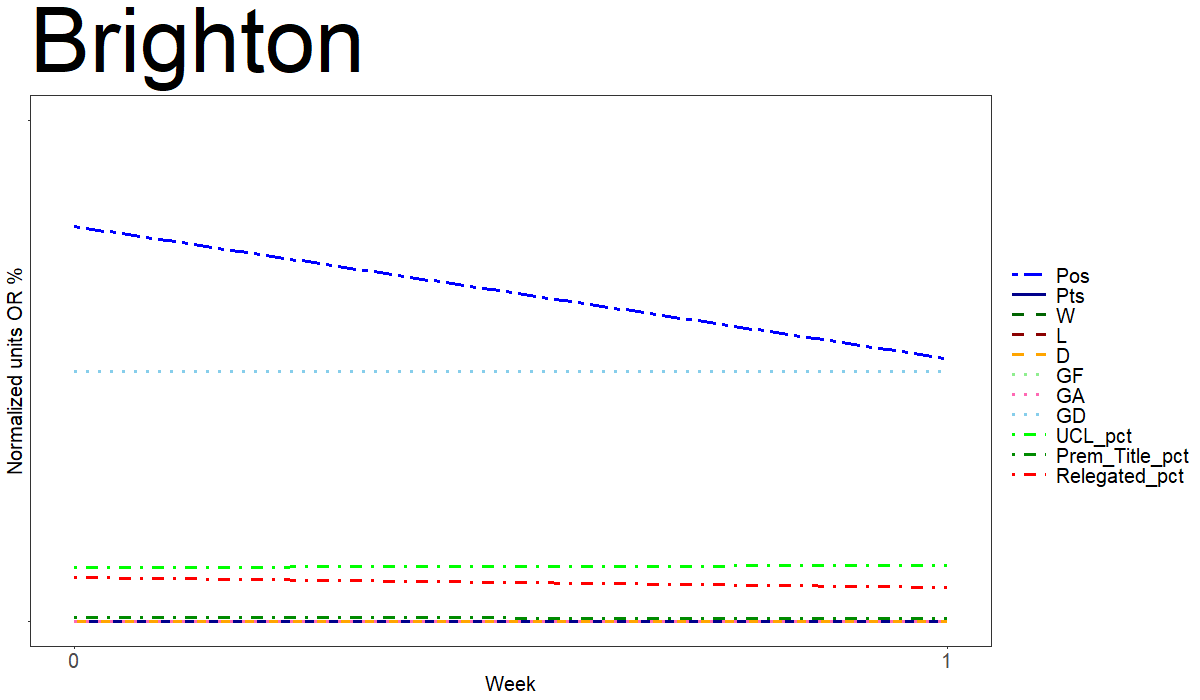 Brighton
Normalized units OR %
0
1
Week
Pos
Pts
W
L
D
GF
GA
GD
UCL_pct
Prem_Title_pct
Relegated_pct